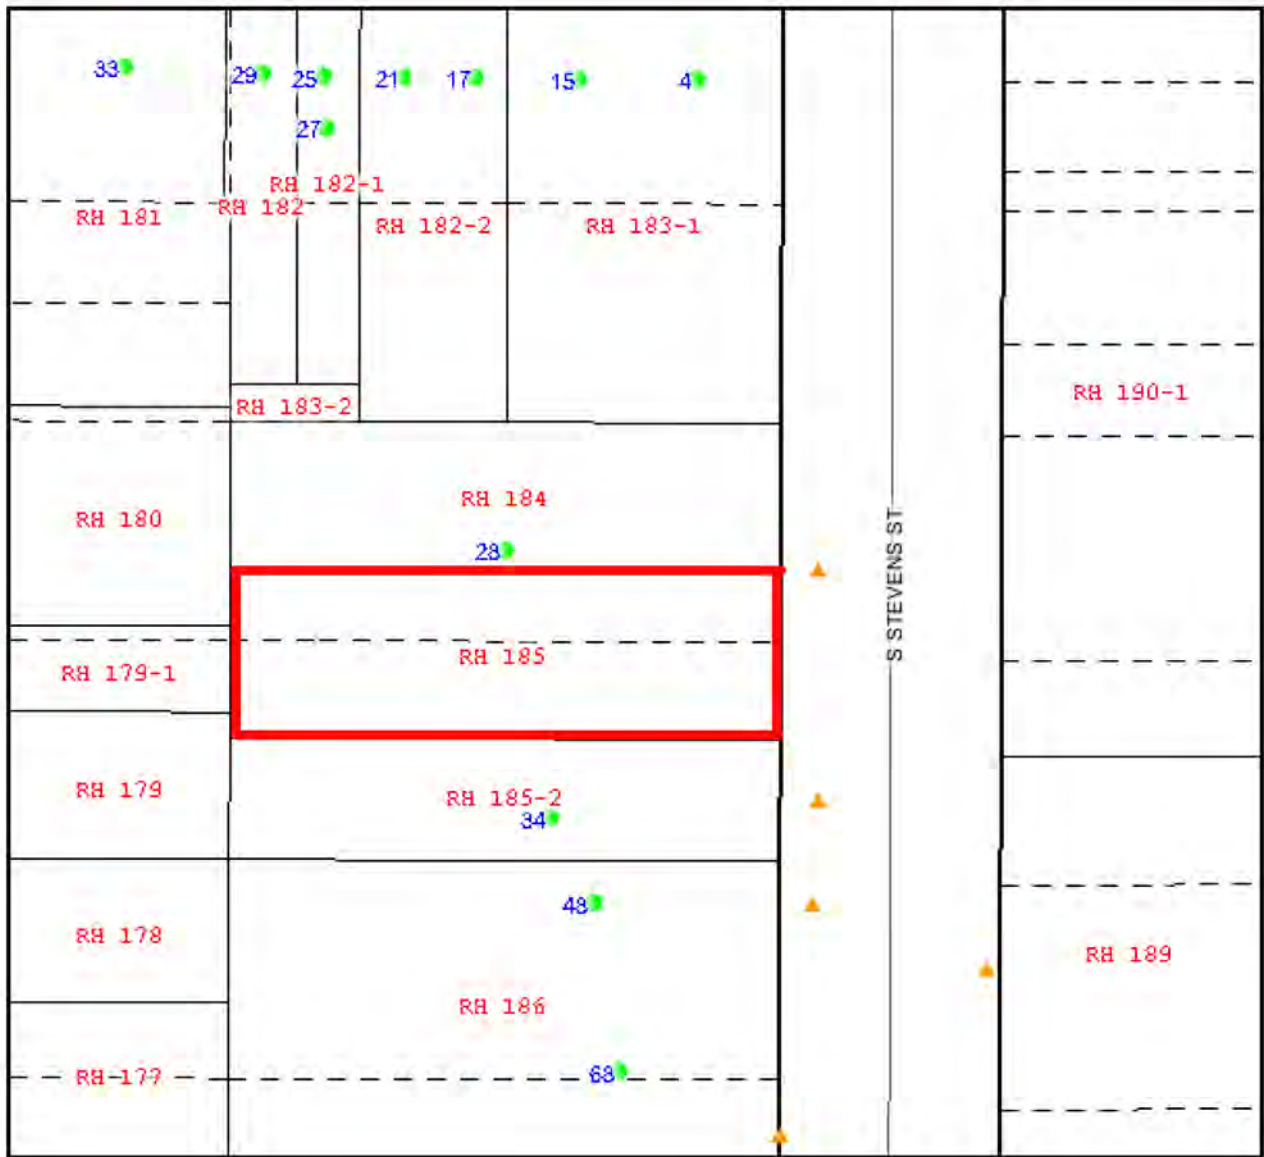 33
29
25
21
17
15
4
27
RH 182-1
RH 182
RH 181
RH 182-2
RH 183-1
RH 190-1
RH 183-2
RH 184
RH 180
28
S STEVENS ST
RH 185
RH 179-1
RH 179
RH 185-2
34
48
RH 178
RH 189
RH 186
68
RH 177